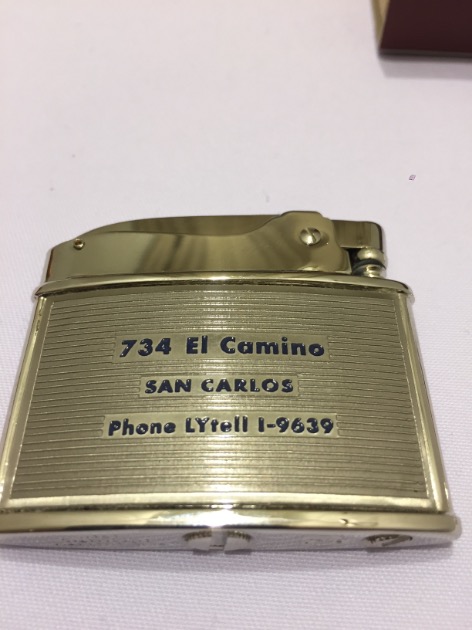 734 El Camino
SAN CARLOS
Phone LYtell 1-9639